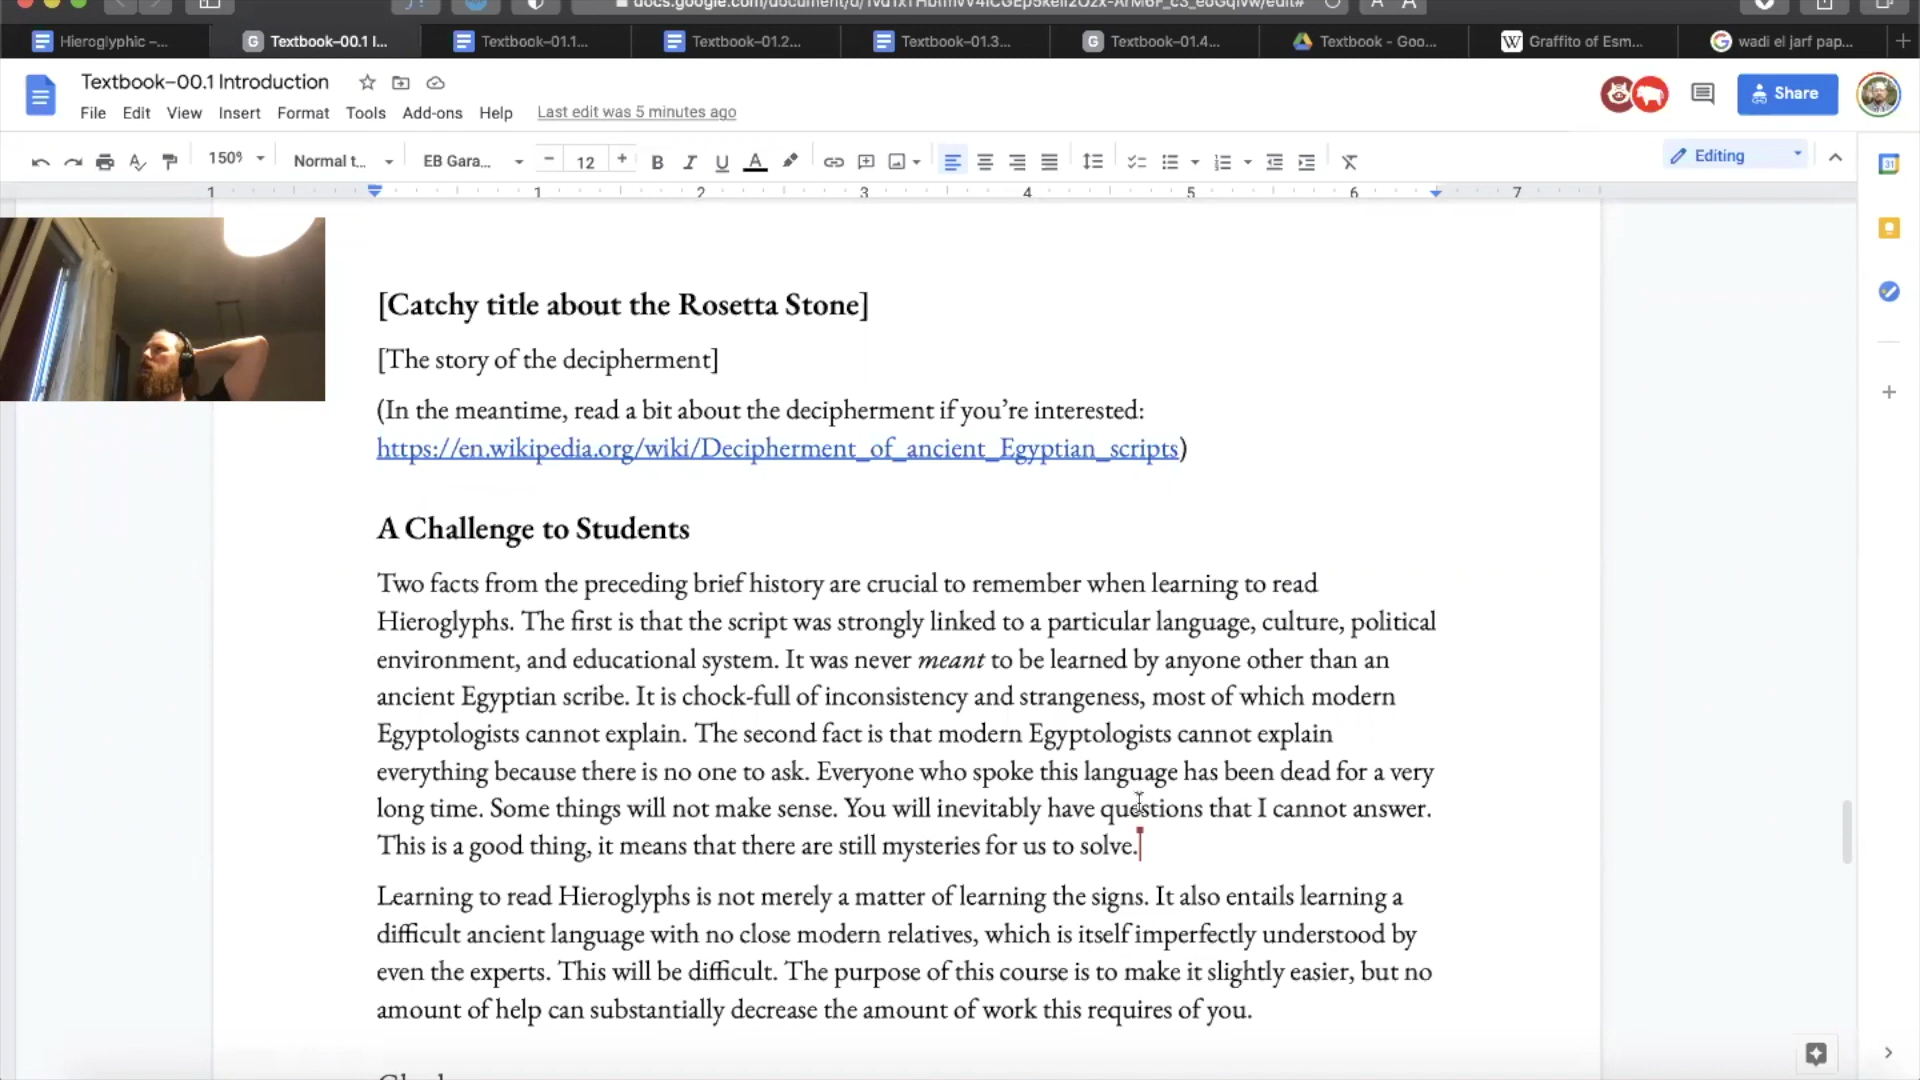 Hieroglyphic –...
Textbook–00.1 I...
Textbook–01.1...
Textbook–01.2...
Textbook–01.3...
Textbook–01.4...
Textbook - Goo...
Graffito of Esm...
wadi el jarf pap...
Textbook–00.1 Introduction
File Edit View Insert Format Tools Add-ons Help Last edit was 5 minutes ago
Share
150% Normal t... EB Gara... 12 B I U A
Editing
1 1 2 3 4 5 6 7
[Catchy title about the Rosetta Stone]
[The story of the decipherment]
(In the meantime, read a bit about the decipherment if you’re interested:
https://en.wikipedia.org/wiki/Decipherment_of_ancient_Egyptian_scripts)
A Challenge to Students
Two facts from the preceding brief history are crucial to remember when learning to read
Hieroglyphs. The first is that the script was strongly linked to a particular language, culture, political
environment, and educational system. It was never meant to be learned by anyone other than an
ancient Egyptian scribe. It is chock-full of inconsistency and strangeness, most of which modern
Egyptologists cannot explain. The second fact is that modern Egyptologists cannot explain
everything because there is no one to ask. Everyone who spoke this language has been dead for a very
long time. Some things will not make sense. You will inevitably have questions that I cannot answer.
This is a good thing, it means that there are still mysteries for us to solve.
Learning to read Hieroglyphs is not merely a matter of learning the signs. It also entails learning a
difficult ancient language with no close modern relatives, which is itself imperfectly understood by
even the experts. This will be difficult. The purpose of this course is to make it slightly easier, but no
amount of help can substantially decrease the amount of work this requires of you.